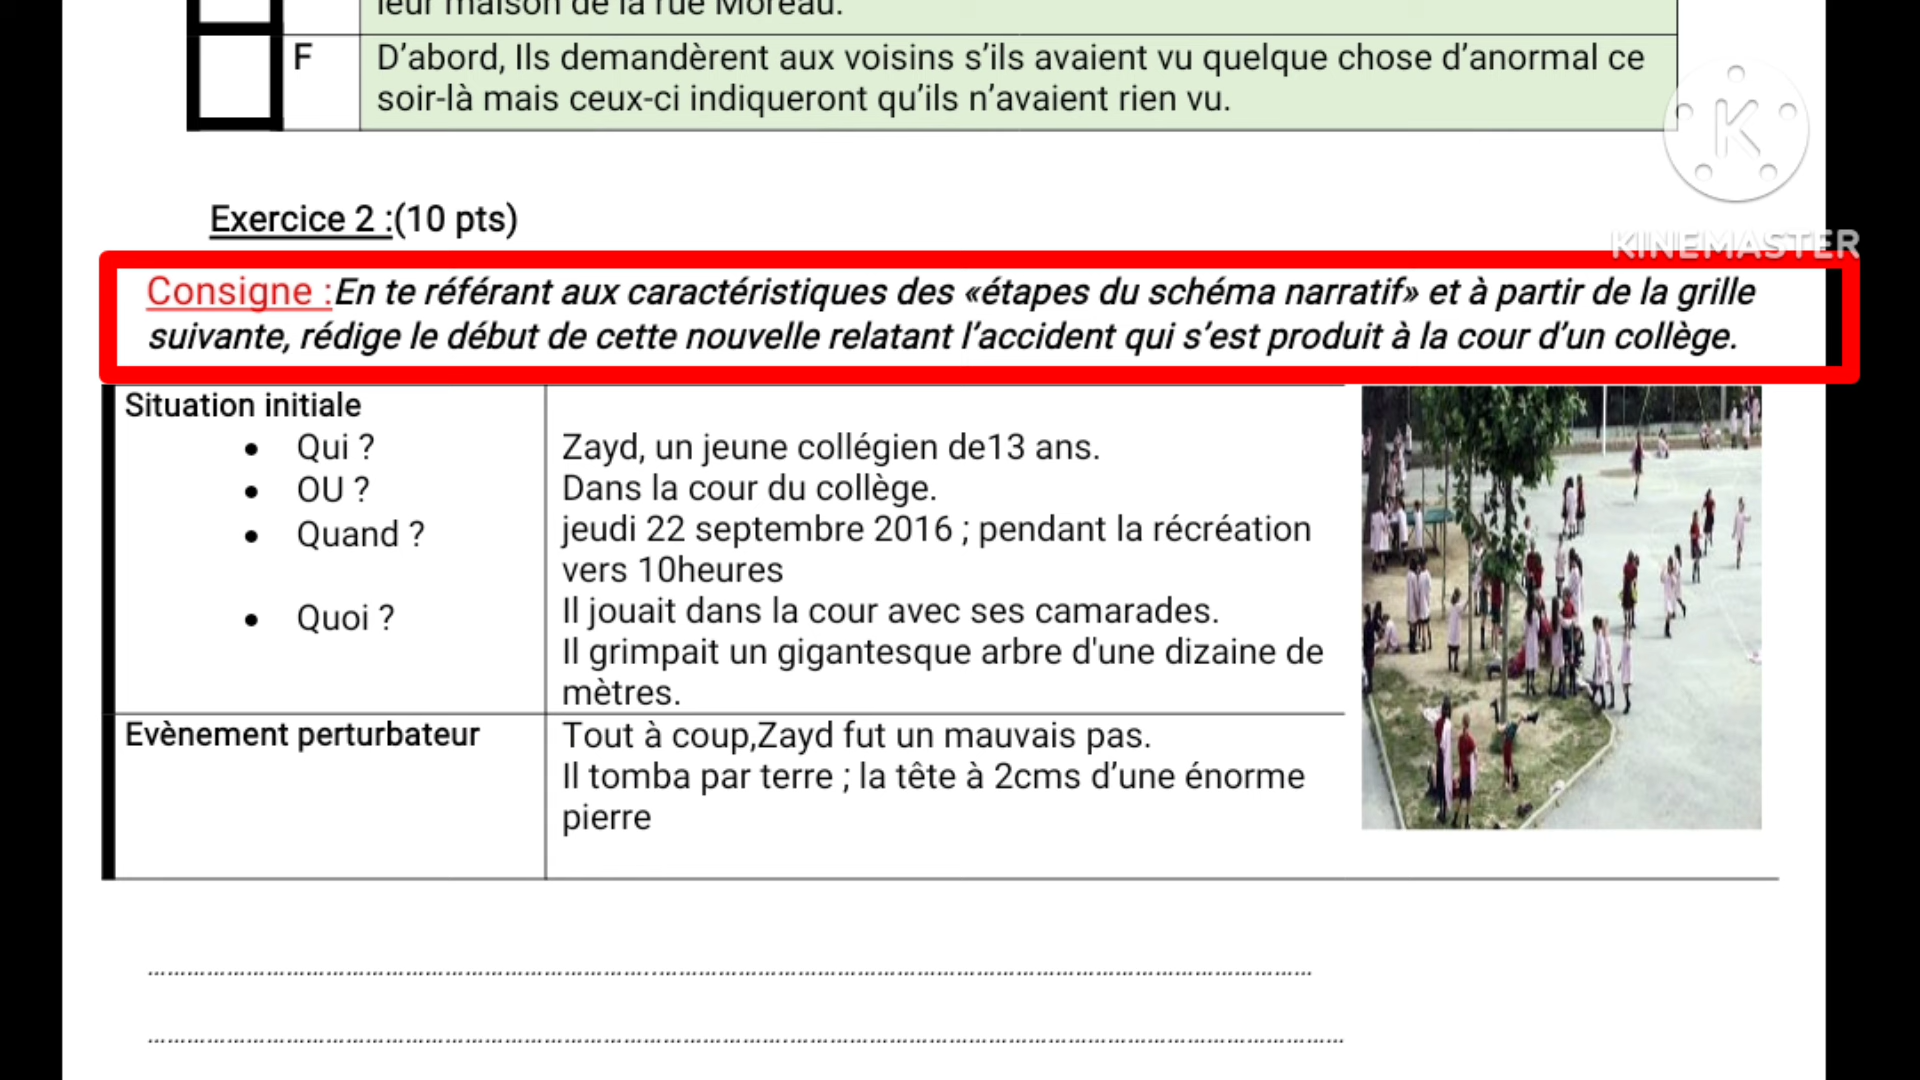 leur maison de la rue Moreau.
F
D’abord, Ils demandèrent aux voisins s’ils avaient vu quelque chose d’anormal ce
soir-là mais ceux-ci indiqueront qu’ils n’avaient rien vu.
K
KINEMASTER
Exercice 2 :(10 pts)
Consigne :En te référant aux caractéristiques des «étapes du schéma narratif» et à partir de la grille
suivante, rédige le début de cette nouvelle relatant l’accident qui s’est produit à la cour d’un collège.
Situation initiale
• Qui ?
Zayd, un jeune collégien de13 ans.
• OU ?
Dans la cour du collège.
• Quand ?
jeudi 22 septembre 2016 ; pendant la récréation
vers 10heures
• Quoi ?
Il jouait dans la cour avec ses camarades.
Il grimpait un gigantesque arbre d'une dizaine de
mètres.
Evènement perturbateur
Tout à coup,Zayd fut un mauvais pas.
Il tomba par terre ; la tête à 2cms d’une énorme
pierre